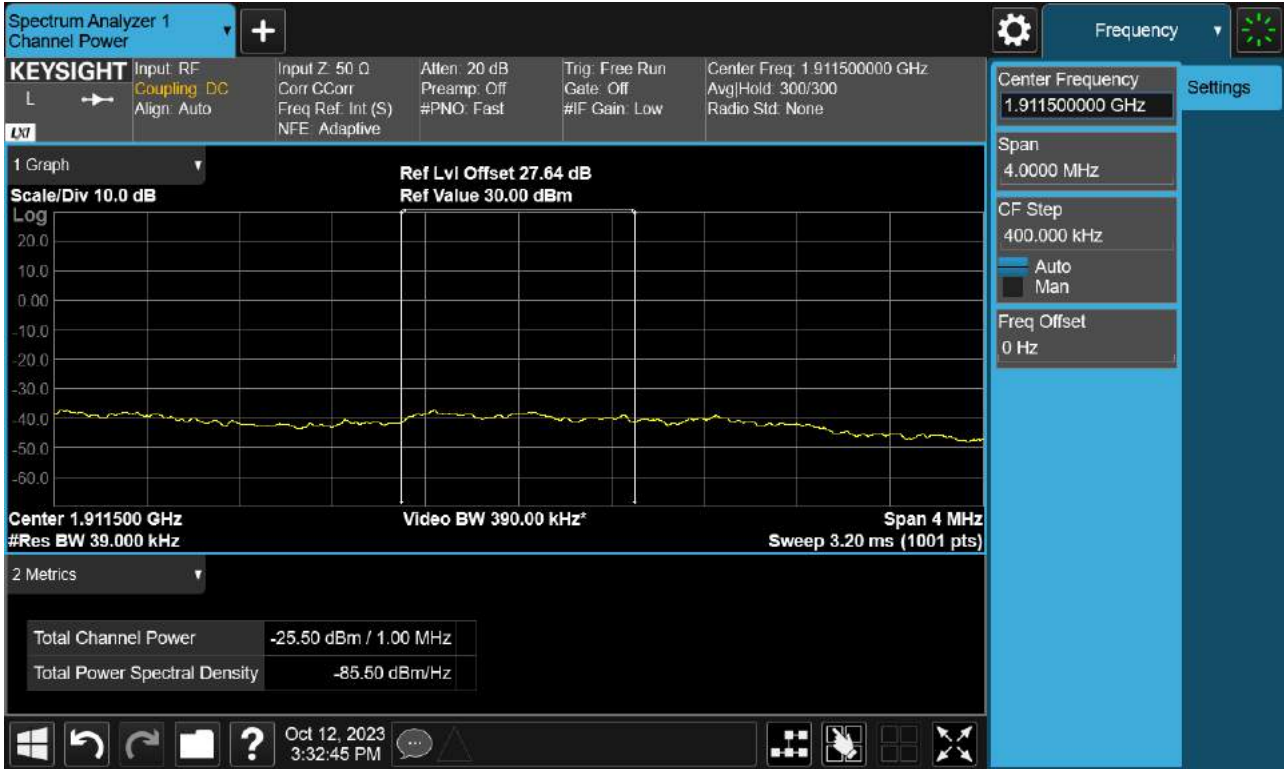 Spectrum Analyzer 1
Channel Power
Frequency
KEYSIGHT
L
LXI
Input: RF
Coupling: DC
Align: Auto
Input Z: 50 Ω
Corr CCorr
Freq Ref: Int (S)
NFE: Adaptive
Atten: 20 dB
Preamp: Off
#PNO: Fast
Trig: Free Run
Gate: Off
#IF Gain: Low
Center Freq: 1.911500000 GHz
Avg|Hold: 300/300
Radio Std: None
Center Frequency
1.911500000 GHz
Settings
Span
4.0000 MHz
CF Step
400.000 kHz
Auto
Man
Freq Offset
0 Hz
1 Graph
Scale/Div 10.0 dB
Ref Lvl Offset 27.64 dB
Ref Value 30.00 dBm
Log
20.0
10.0
0.00
-10.0
-20.0
-30.0
-40.0
-50.0
-60.0
Center 1.911500 GHz
#Res BW 39.000 kHz
Video BW 390.00 kHz*
Span 4 MHz
Sweep 3.20 ms (1001 pts)
2 Metrics
Total Channel Power -25.50 dBm / 1.00 MHz
Total Power Spectral Density -85.50 dBm/Hz
?
Oct 12, 2023
3:32:45 PM